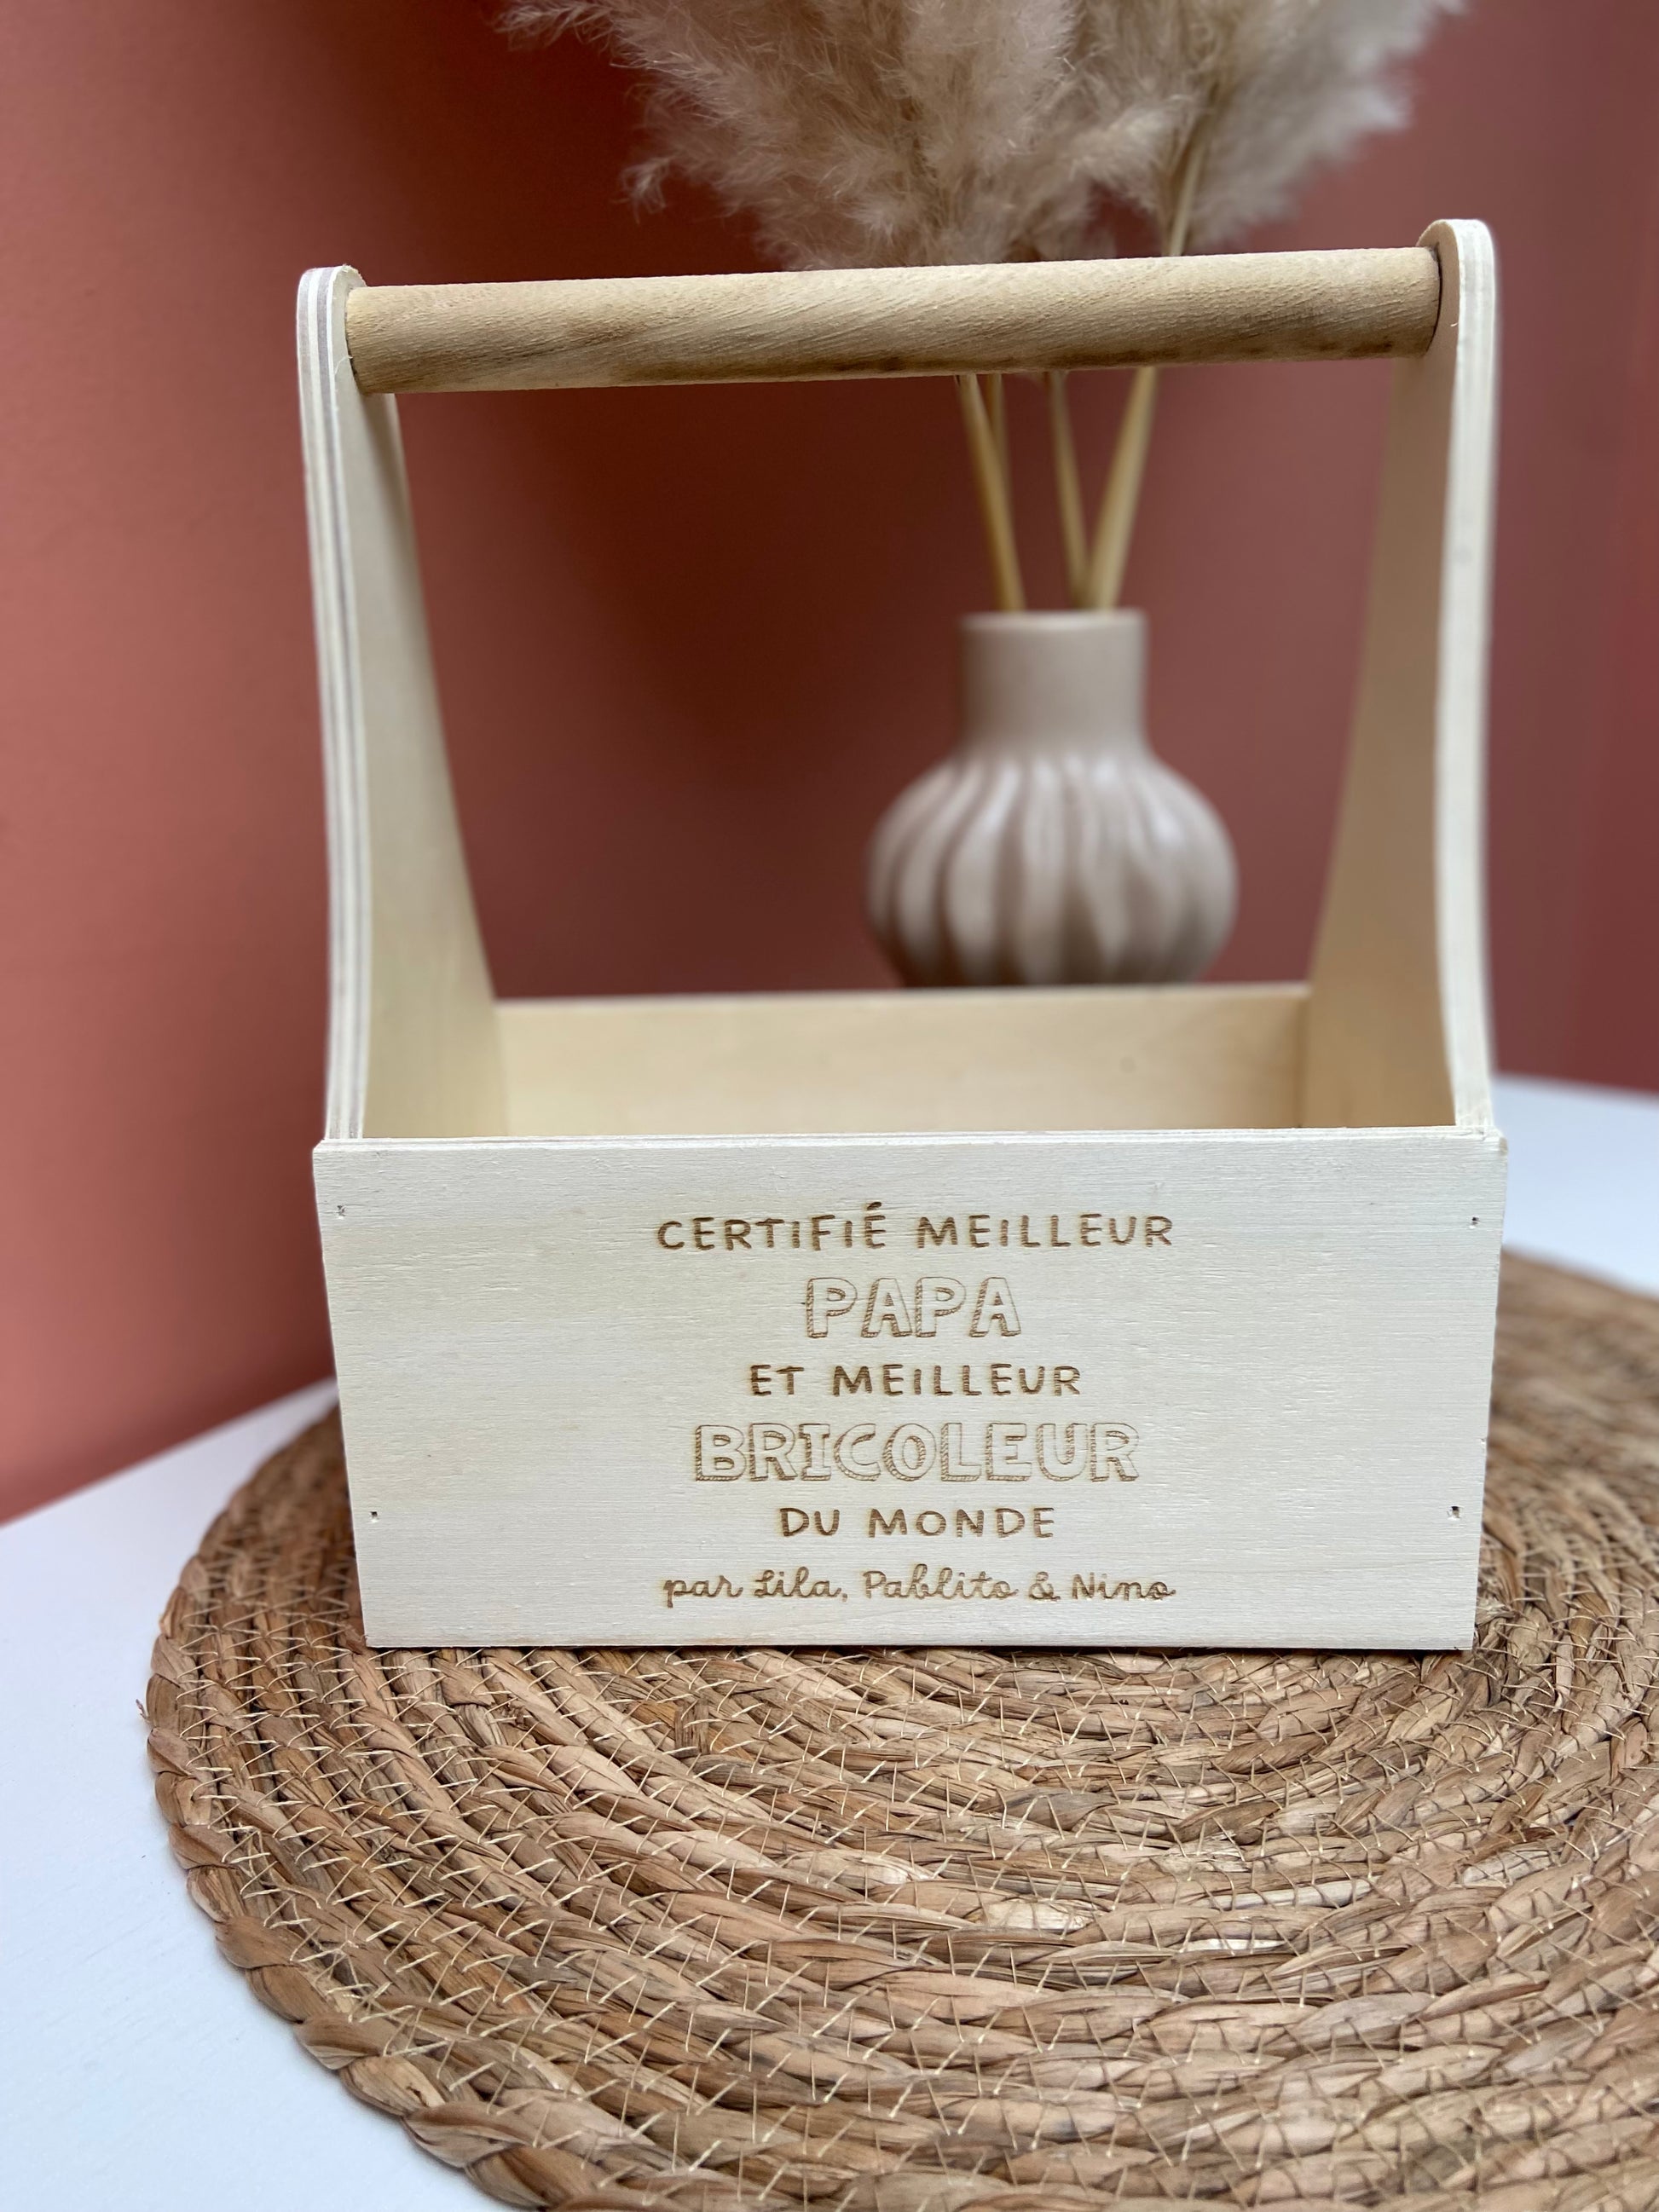 CERTIFIÉ MEILLEUR
PAPA
ET MEILLEUR
BRICOLEUR
DU MONDE
par Lila, Pablito & Nino